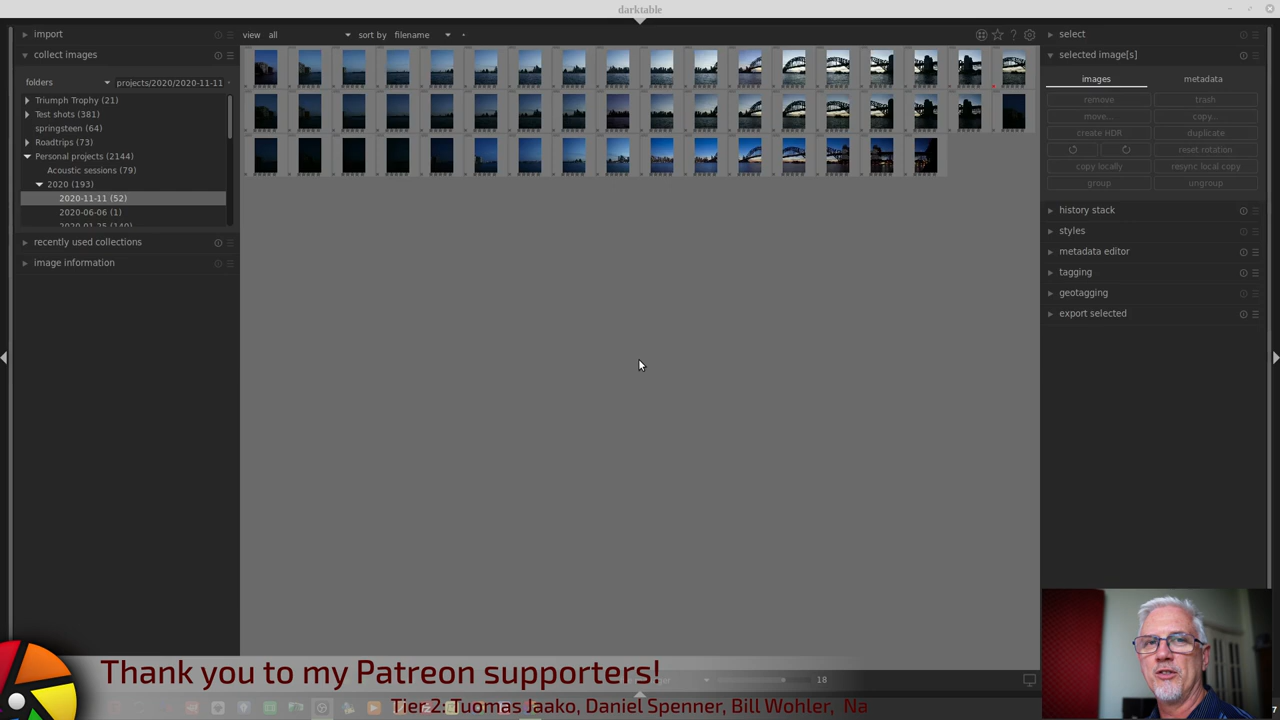 darktable
import
collect images
folders projects/2020/2020-11-11
Triumph Trophy (21)
Test shots (381)
springsteen (64)
Roadtrips (73)
Personal projects (2144)
Acoustic sessions (79)
2020 (193)
2020-11-11 (52)
2020-06-06 (1)
recently used collections
image information
view all sort by filename
select
selected image[s]
images metadata
remove trash
move... copy...
create HDR duplicate
reset rotation
copy locally resync local copy
group ungroup
history stack
styles
metadata editor
tagging
geotagging
export selected
18
Thank you to my Patreon supporters!
Tier 2: Tuomas Jaako, Daniel Spenner, Bill Wohler, Na